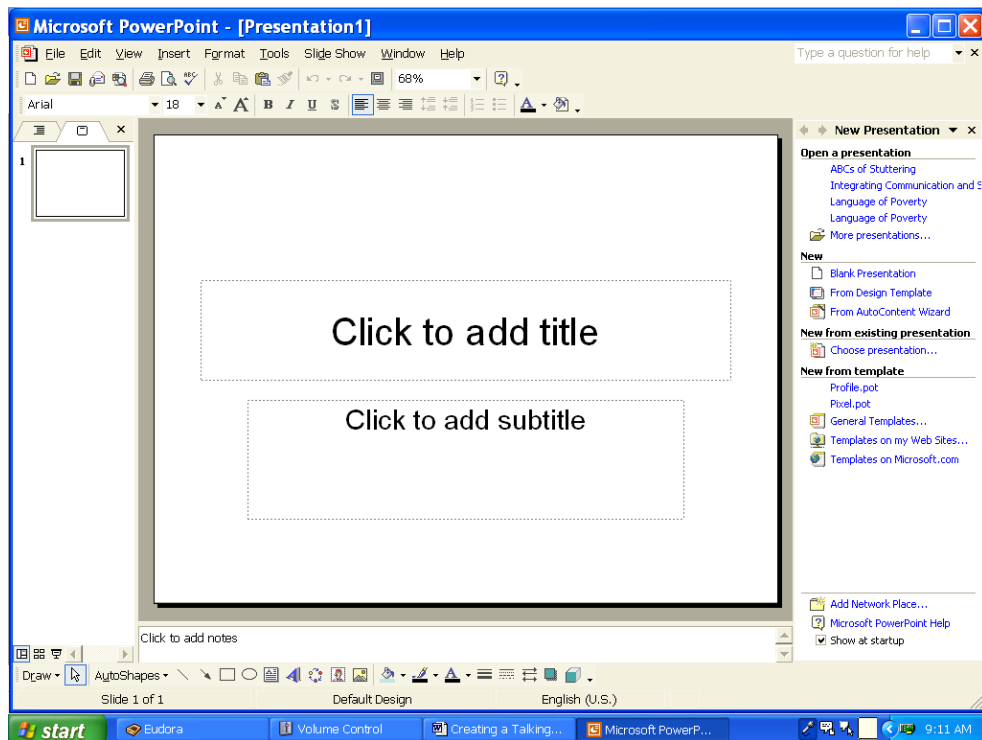 Microsoft PowerPoint - [Presentation1]
File Edit View Insert Format Tools Slide Show Window Help
Type a question for help
68%
Arial
18
B I U S
A
New Presentation
1
Open a presentation
ABCs of Stuttering
Integrating Communication and S
Language of Poverty
Language of Poverty
More presentations...
New
Blank Presentation
From Design Template
From AutoContent Wizard
New from existing presentation
Choose presentation...
New from template
Profile.pot
Pixel.pot
General Templates...
Templates on my Web Sites...
Templates on Microsoft.com
Click to add title
Click to add subtitle
Add Network Place...
Microsoft PowerPoint Help
Show at startup
Click to add notes
Draw AutoShapes
Slide 1 of 1 Default Design English (U.S.)
start Eudora Volume Control Creating a Talking... Microsoft PowerP... 9:11 AM